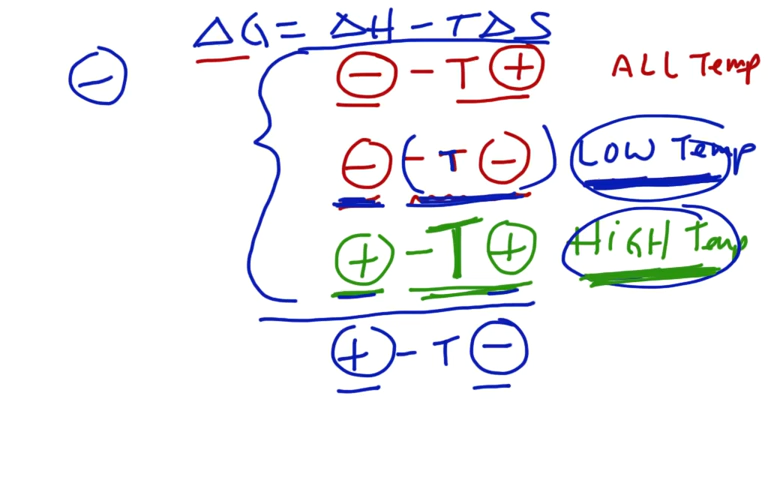 ΔG = ΔH - TΔS
⊖ - T ⊕ ALL Temp
⊖
⊖ (- T ⊖) LOW Temp
⊕ - T ⊕ HIGH Temp
⊕ - T ⊖